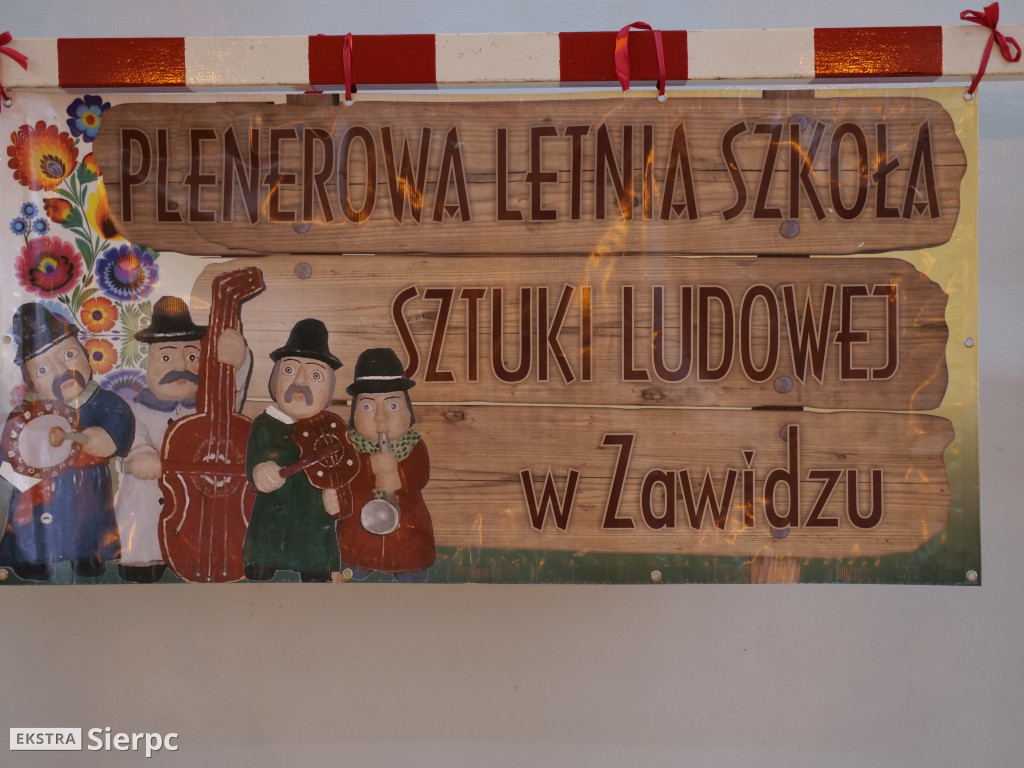 PLENEROWA LETNIA SZKOŁA
SZTUKI LUDOWEJ
w Zawidzu
EKSTRA Sierpc